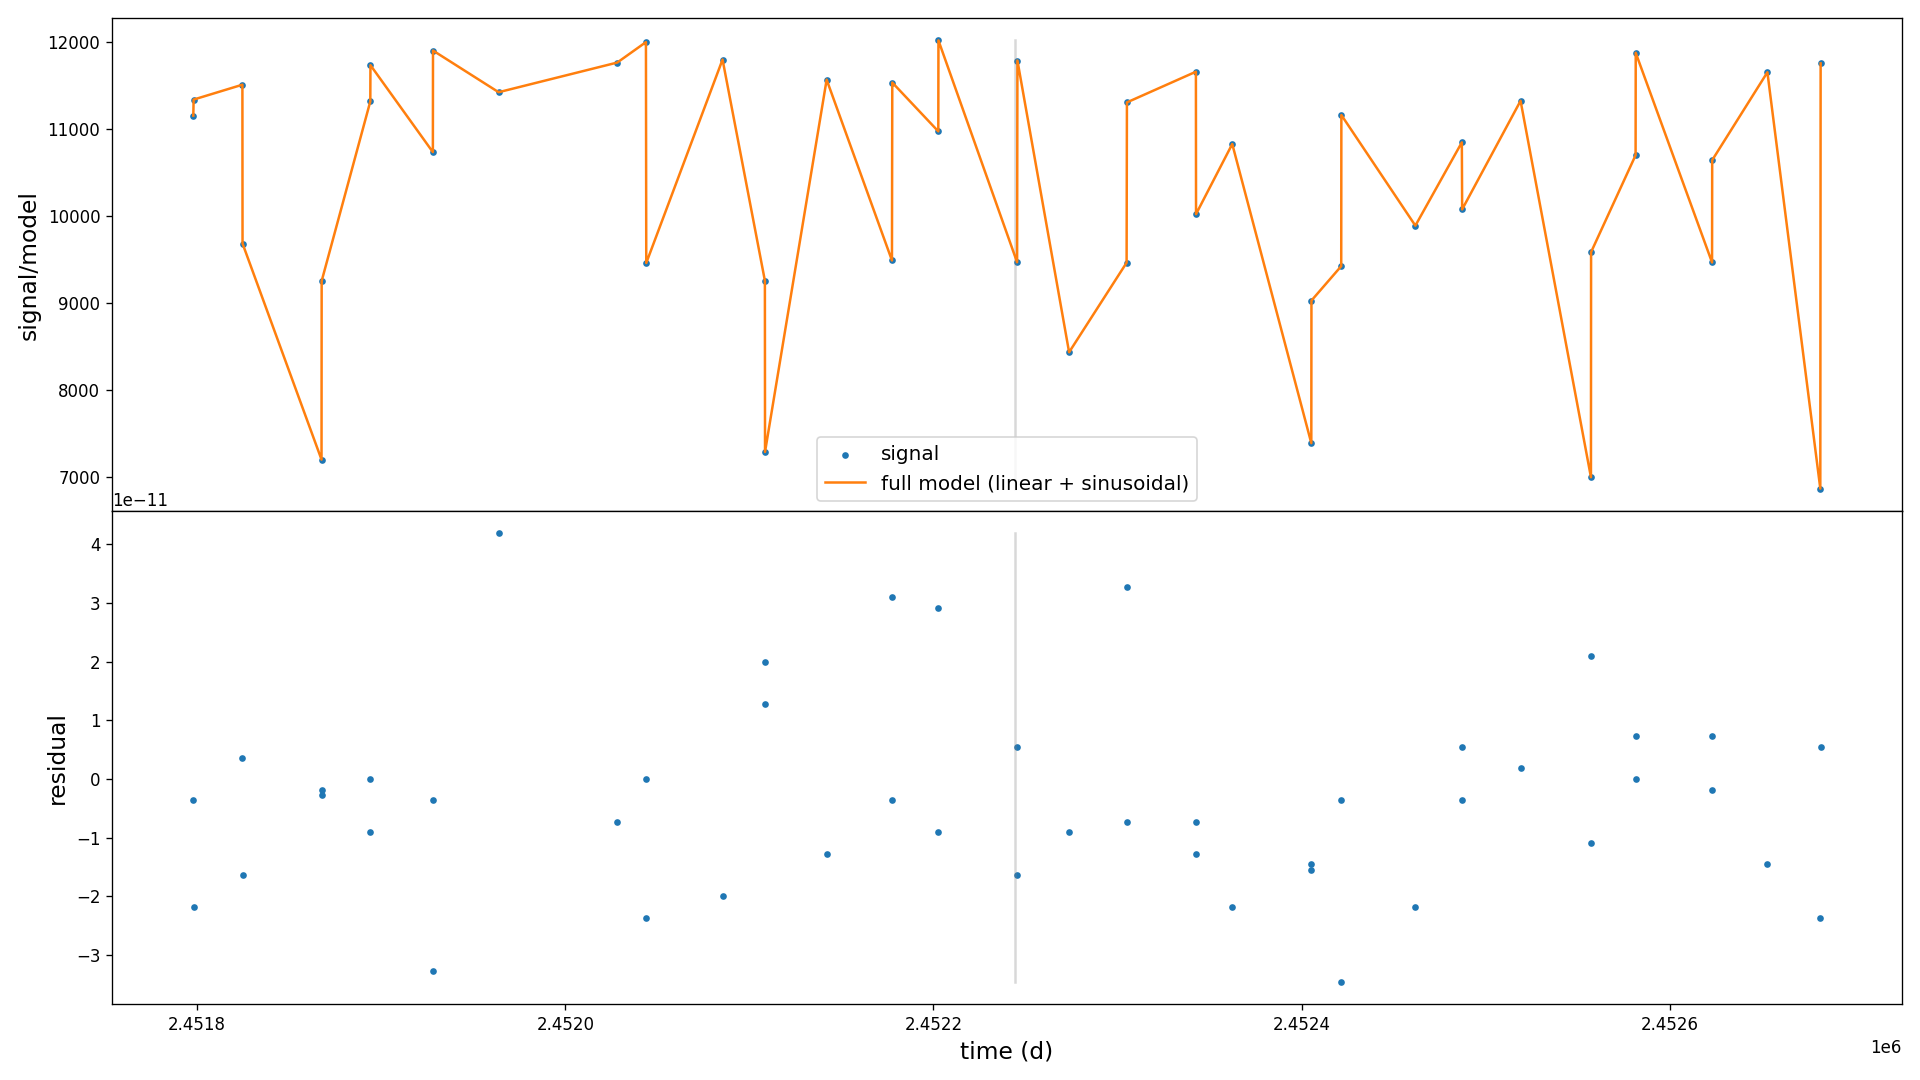 12000
11000
10000
9000
8000
7000
signal/model
signal
full model (linear + sinusoidal)
1e−11
4
3
2
1
0
−1
−2
−3
residual
2.4518
2.4520
2.4522
2.4524
2.4526
time (d)
1e6